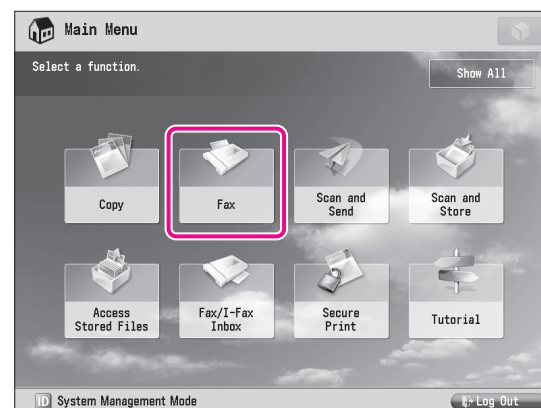 Main Menu
Select a function.
Show All
Copy
Fax
Scan and
Send
Scan and
Store
Access
Stored Files
Fax/I-Fax
Inbox
Secure
Print
Tutorial
ID System Management Mode
Log Out